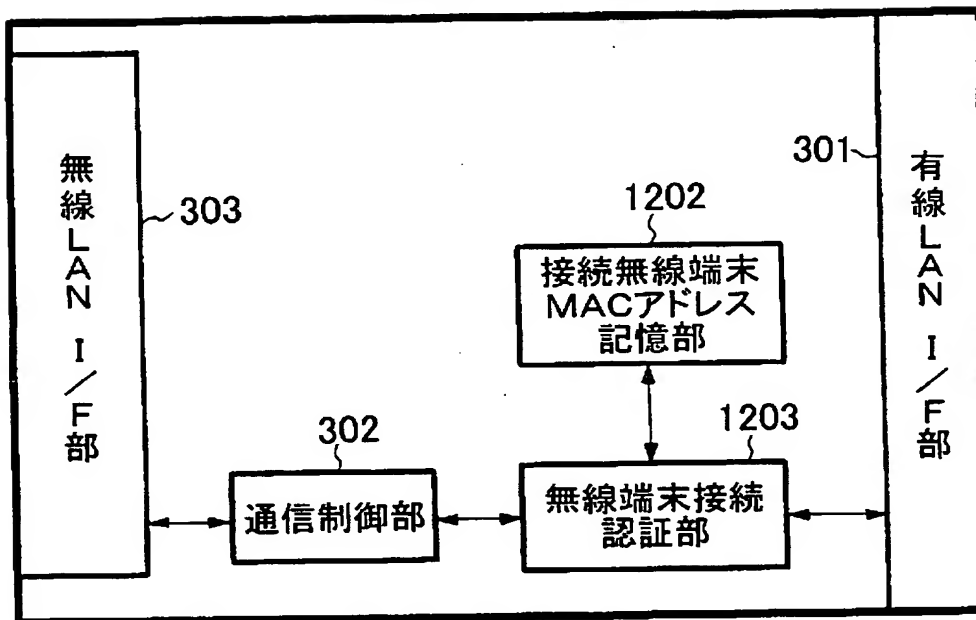 無線LAN I/F部
303
301
有線LAN I/F部
1202
接続無線端末
MACアドレス
記憶部
302
通信制御部
1203
無線端末接続
認証部